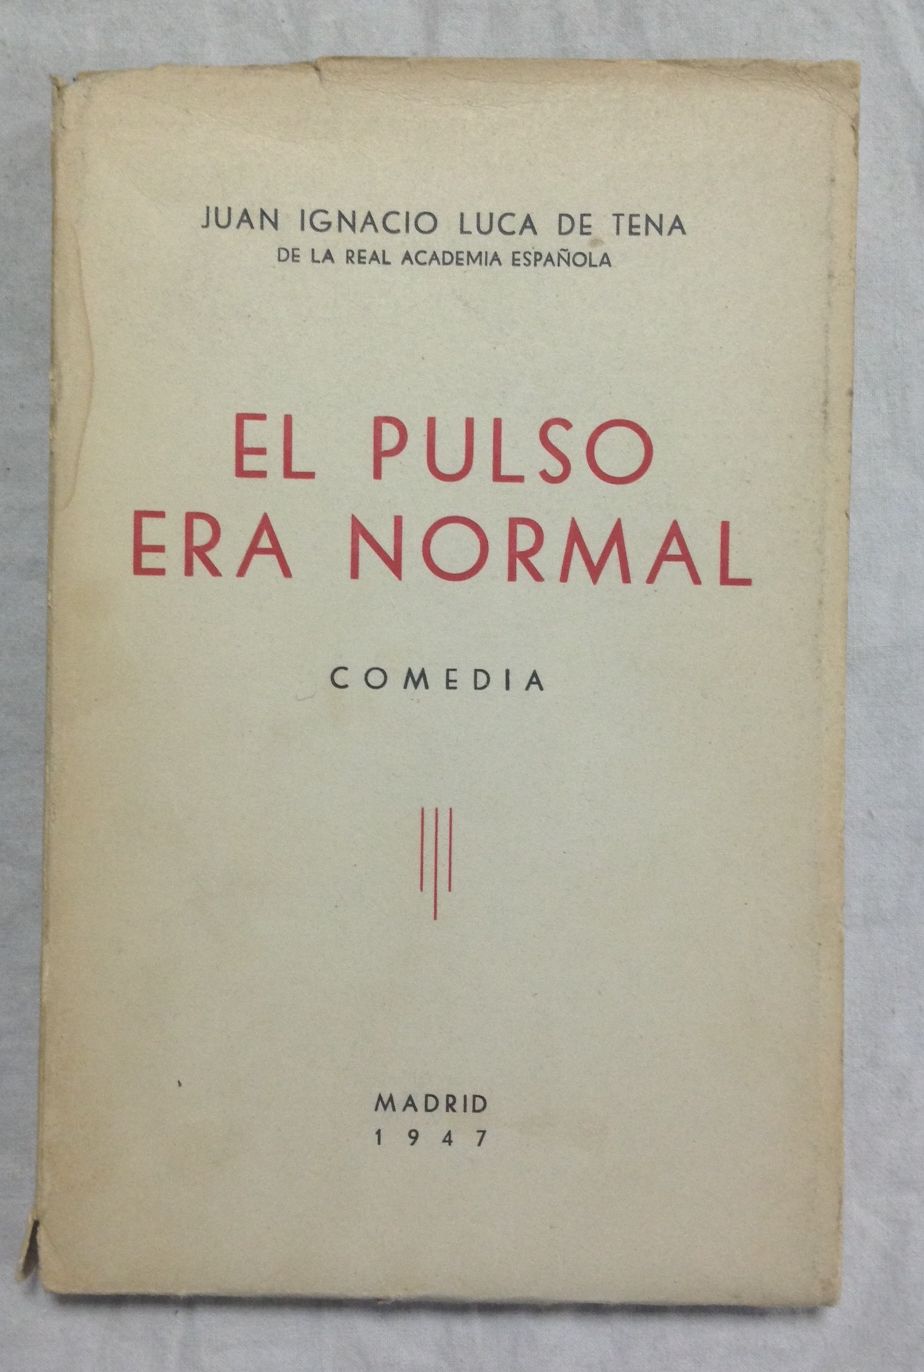 JUAN IGNACIO LUCA DE TENA
DE LA REAL ACADEMIA ESPAÑOLA
EL PULSO
ERA NORMAL
COMEDIA
MADRID
1947